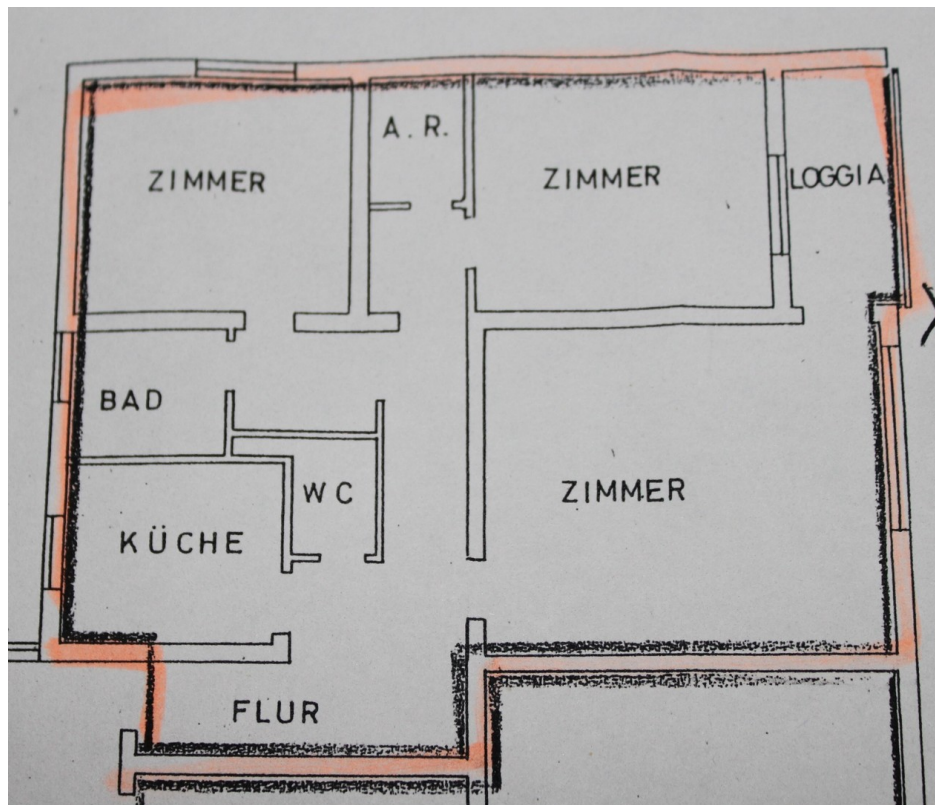 A.R.
ZIMMER
ZIMMER
LOGGIA
BAD
WC
ZIMMER
KÜCHE
FLUR